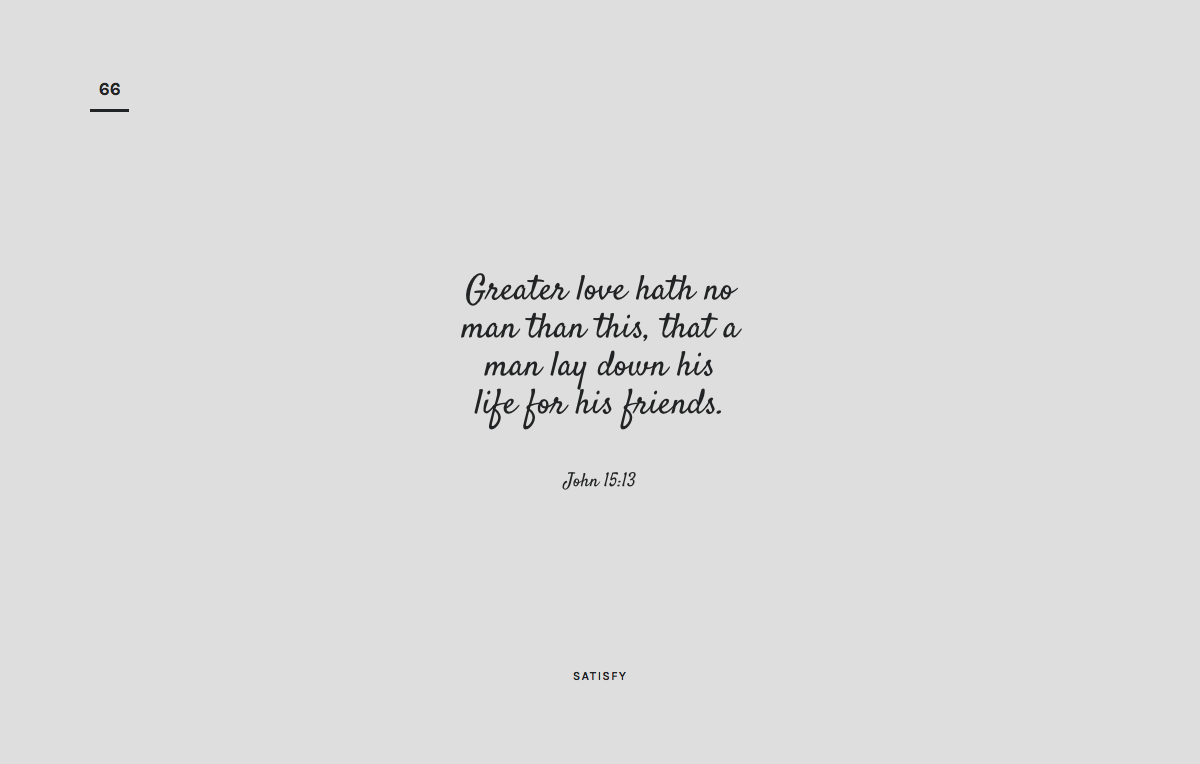 66
Greater love hath no
man than this, that a
man lay down his
life for his friends.
John 15:13
SATISFY